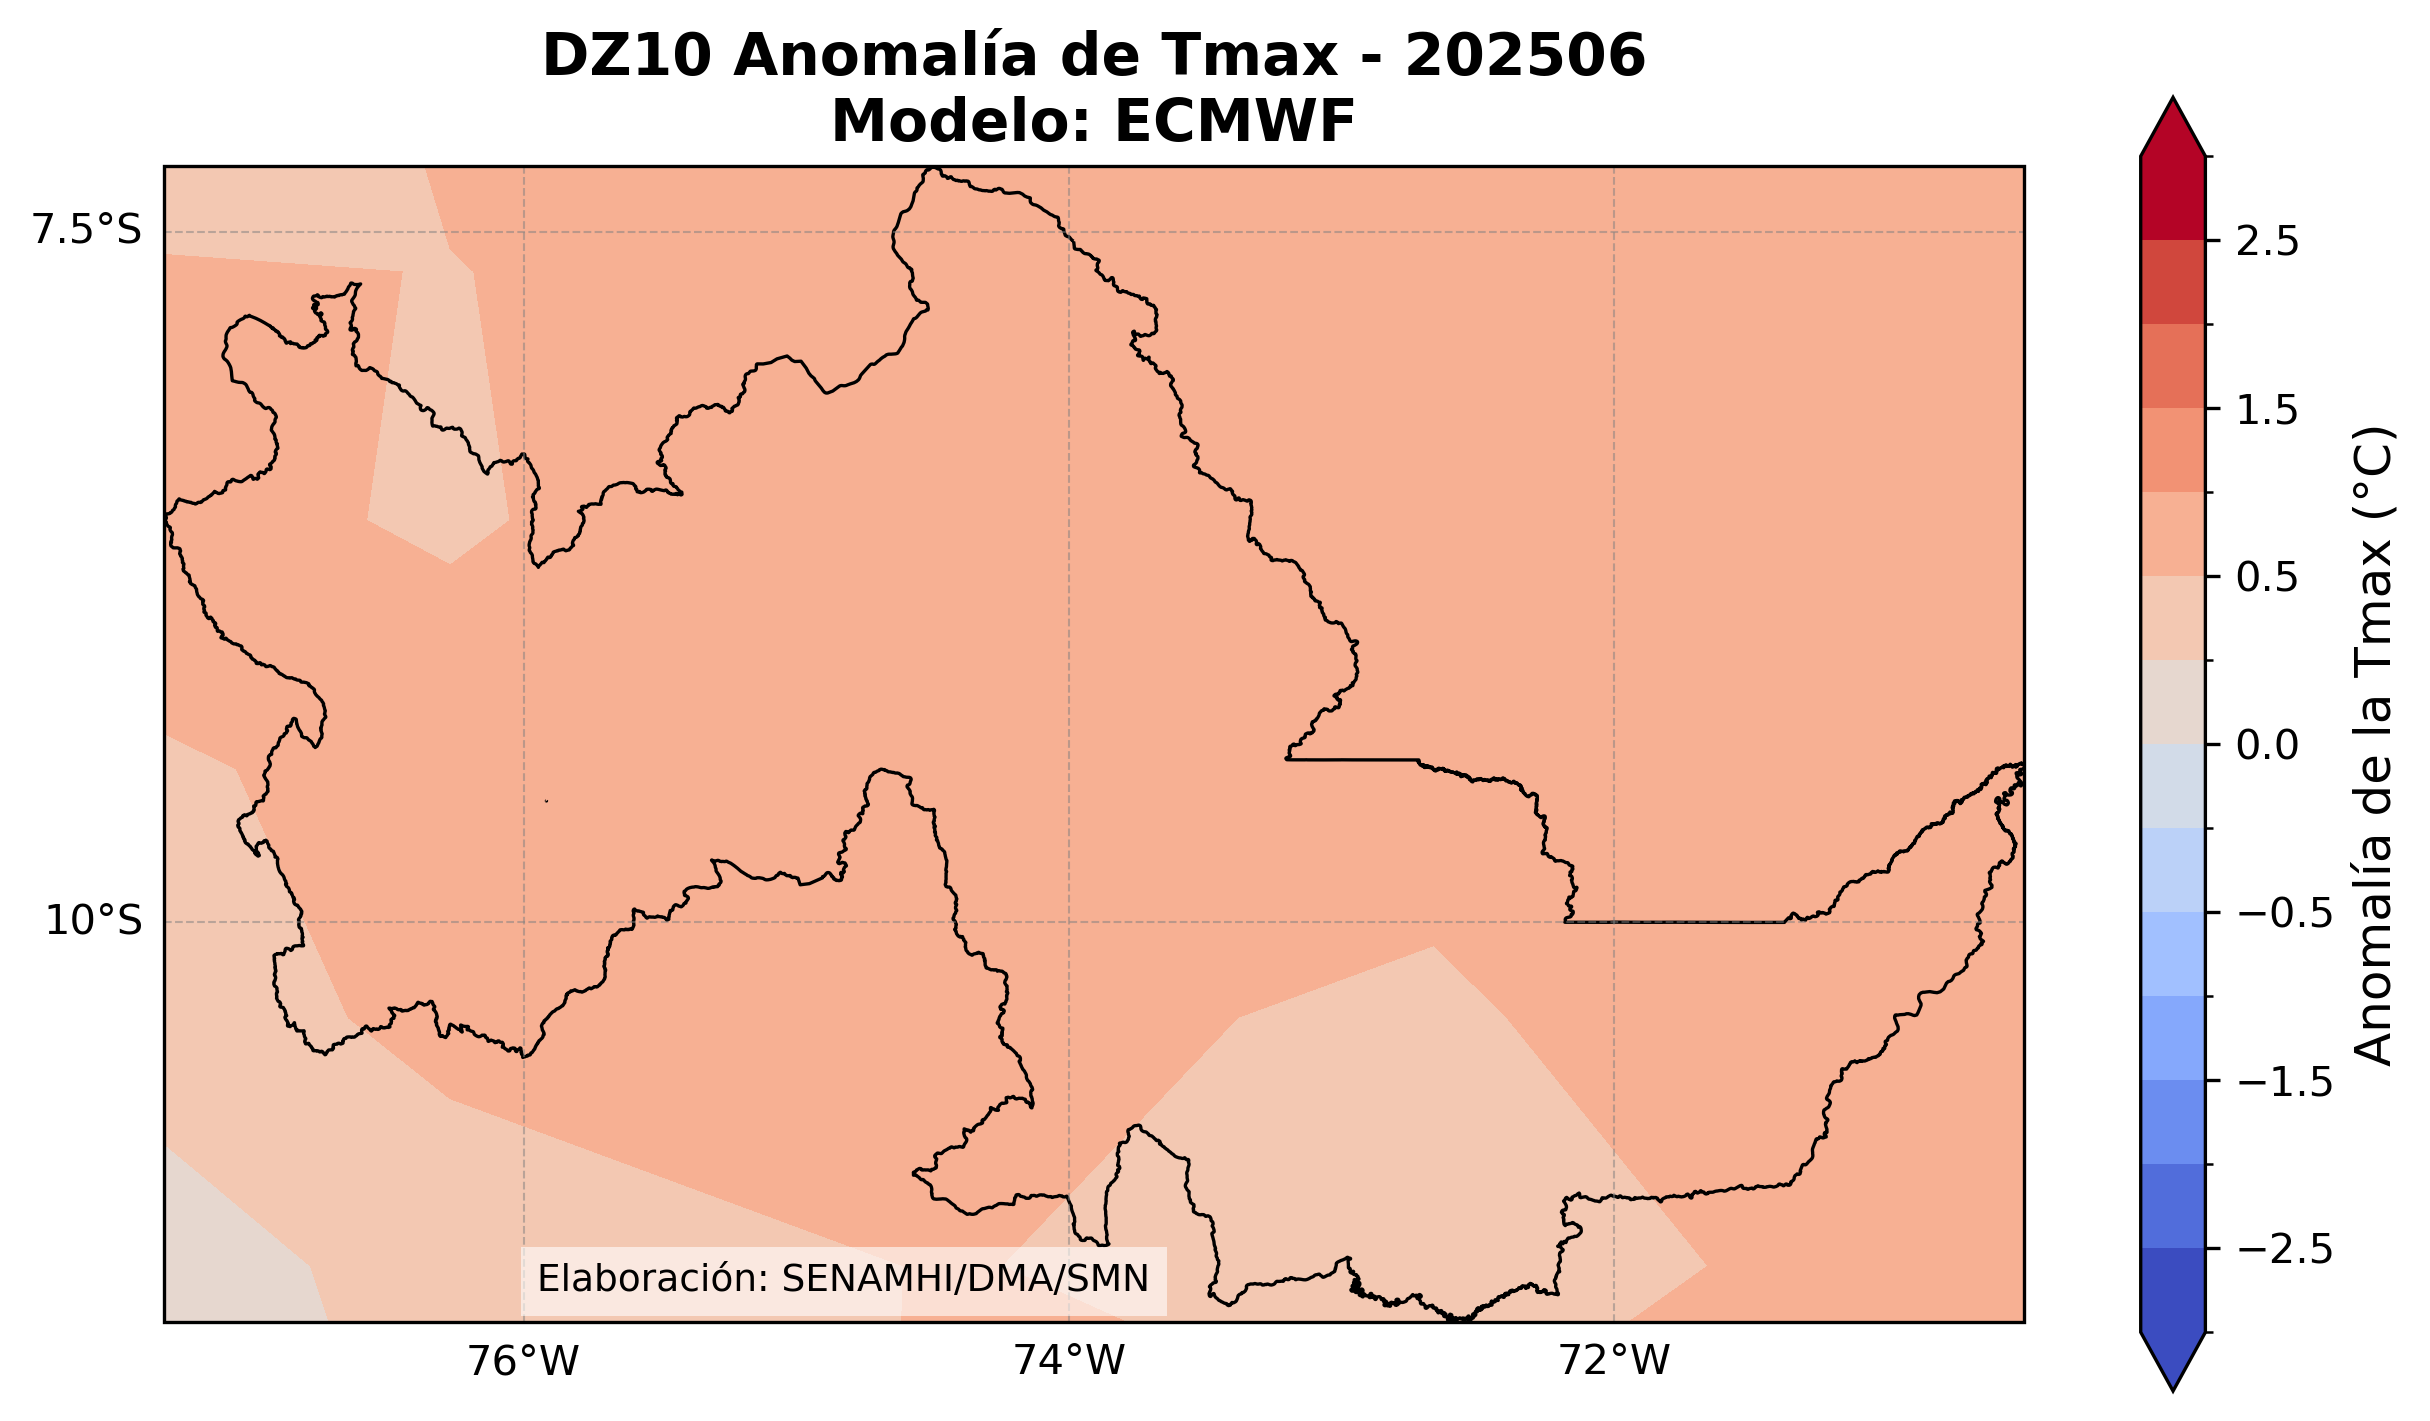 DZ10 Anomalía de Tmax - 202506
Modelo: ECMWF
7.5°S
10°S
76°W
74°W
72°W
Elaboración: SENAMHI/DMA/SMN
2.5
1.5
0.5
0.0
−0.5
−1.5
−2.5
Anomalía de la Tmax (°C)